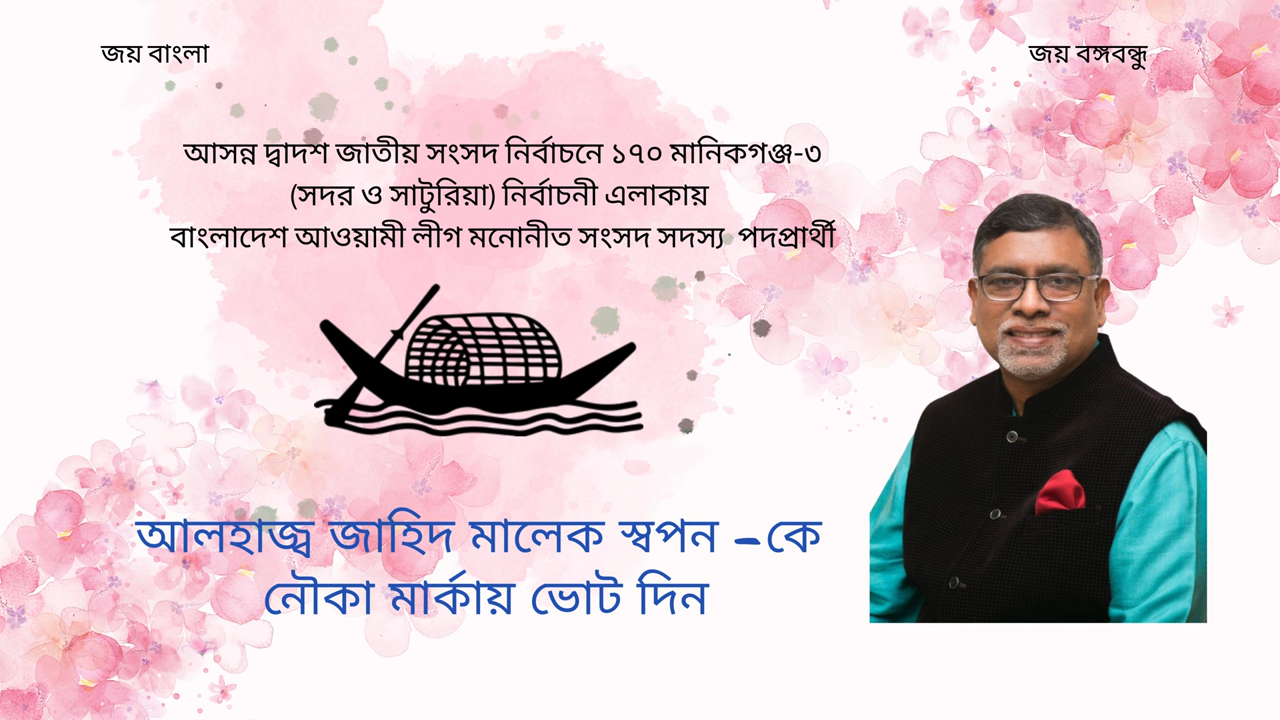 জয় বাংলা
জয় বঙ্গবন্ধু
আসন্ন দ্বাদশ জাতীয় সংসদ নির্বাচনে ১৭০ মানিকগঞ্জ-৩
(সদর ও সাটুরিয়া) নির্বাচনী এলাকায়
বাংলাদেশ আওয়ামী লীগ মনোনীত সংসদ সদস্য পদপ্রার্থী
আলহাজ্ব জাহিদ মালেক স্বপন –কে
নৌকা মার্কায় ভোট দিন